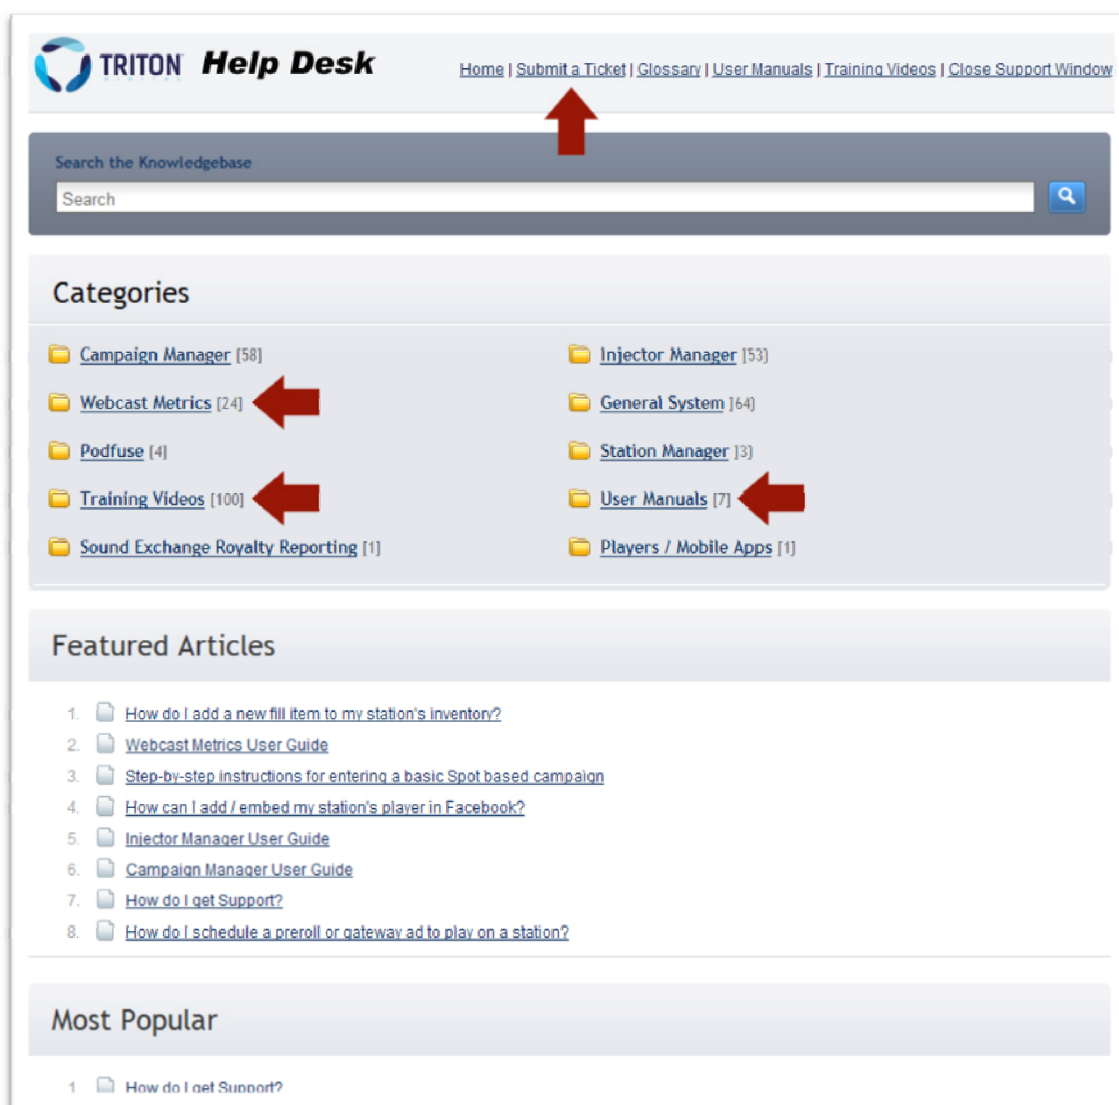 TRITON Help Desk
Home | Submit a Ticket | Glossary | User Manuals | Training Videos | Close Support Window
Search the Knowledgebase
Search
Categories
Campaign Manager [58]
Injector Manager [53]
Webcast Metrics [24]
General System [64]
Podfuse [4]
Station Manager [3]
Training Videos [100]
User Manuals [7]
Sound Exchange Royalty Reporting [1]
Players / Mobile Apps [1]
Featured Articles
1. How do I add a new fill item to my station's inventory?
2. Webcast Metrics User Guide
3. Step-by-step instructions for entering a basic Spot based campaign
4. How can I add / embed my station's player in Facebook?
5. Injector Manager User Guide
6. Campaign Manager User Guide
7. How do I get Support?
8. How do I schedule a preroll or gateway ad to play on a station?
Most Popular
1 How do I get Support?